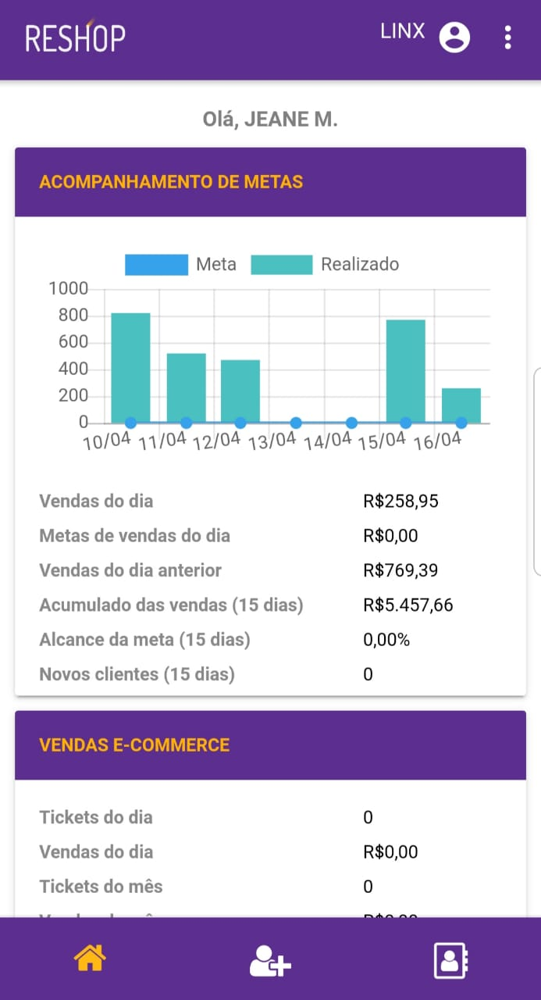 RESHOP
LINX
Olá, JEANE M.
ACOMPANHAMENTO DE METAS
Meta Realizado
1000
800
600
400
200
0
10/04 11/04 12/04 13/04 14/04 15/04 16/04
Vendas do dia R$258,95
Metas de vendas do dia R$0,00
Vendas do dia anterior R$769,39
Acumulado das vendas (15 dias) R$5.457,66
Alcance da meta (15 dias) 0,00%
Novos clientes (15 dias) 0
VENDAS E-COMMERCE
Tickets do dia 0
Vendas do dia R$0,00
Tickets do mês 0